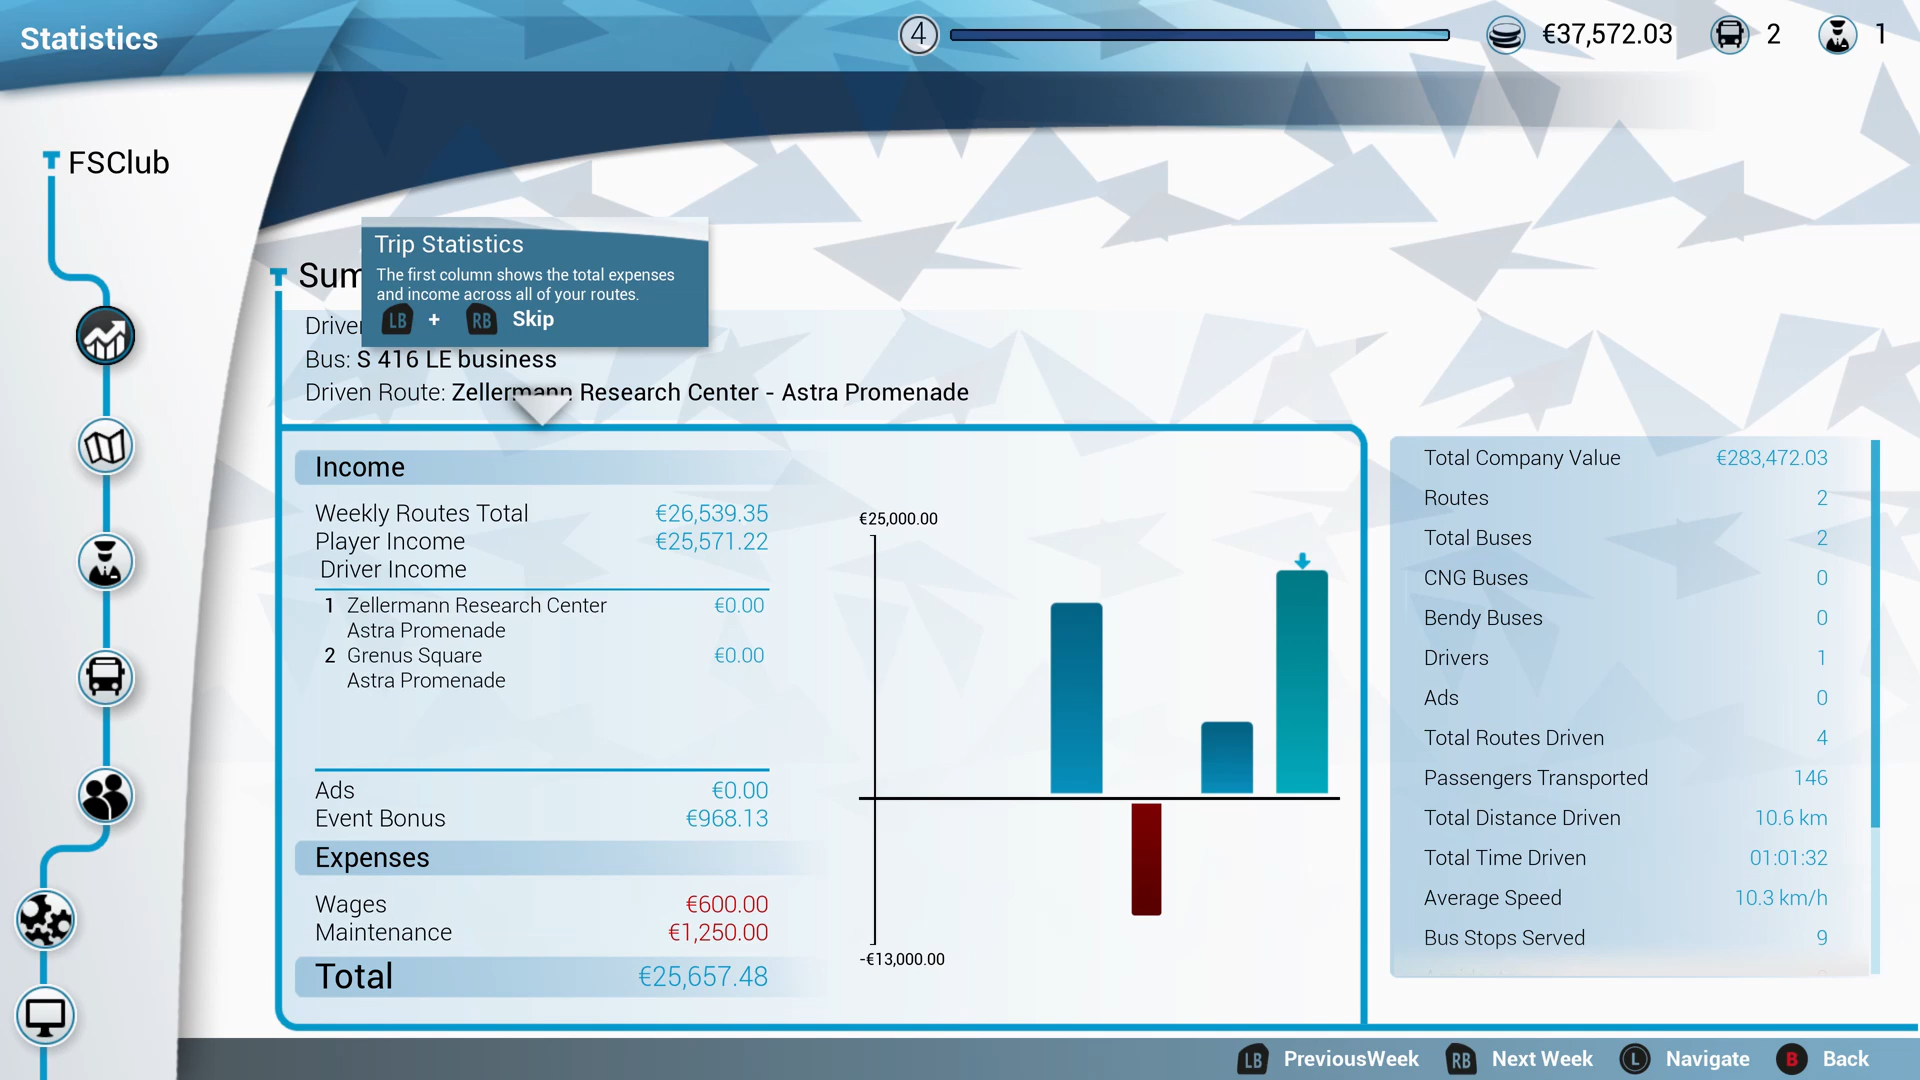 Statistics
4
€37,572.03
2
1
FSClub
Trip Statistics
The first column shows the total expenses
and income across all of your routes.
LB + RB Skip
Bus: S 416 LE business
Driven Route: Zellermann Research Center - Astra Promenade
Income
Weekly Routes Total €26,539.35
Player Income €25,571.22
Driver Income
1 Zellermann Research Center €0.00
Astra Promenade
2 Grenus Square €0.00
Astra Promenade
Ads €0.00
Event Bonus €968.13
Expenses
Wages €600.00
Maintenance €1,250.00
Total €25,657.48
€25,000.00
-€13,000.00
Total Company Value €283,472.03
Routes 2
Total Buses 2
CNG Buses 0
Bendy Buses 0
Drivers 1
Ads 0
Total Routes Driven 4
Passengers Transported 146
Total Distance Driven 10.6 km
Total Time Driven 01:01:32
Average Speed 10.3 km/h
Bus Stops Served 9
LB PreviousWeek RB Next Week L Navigate B Back